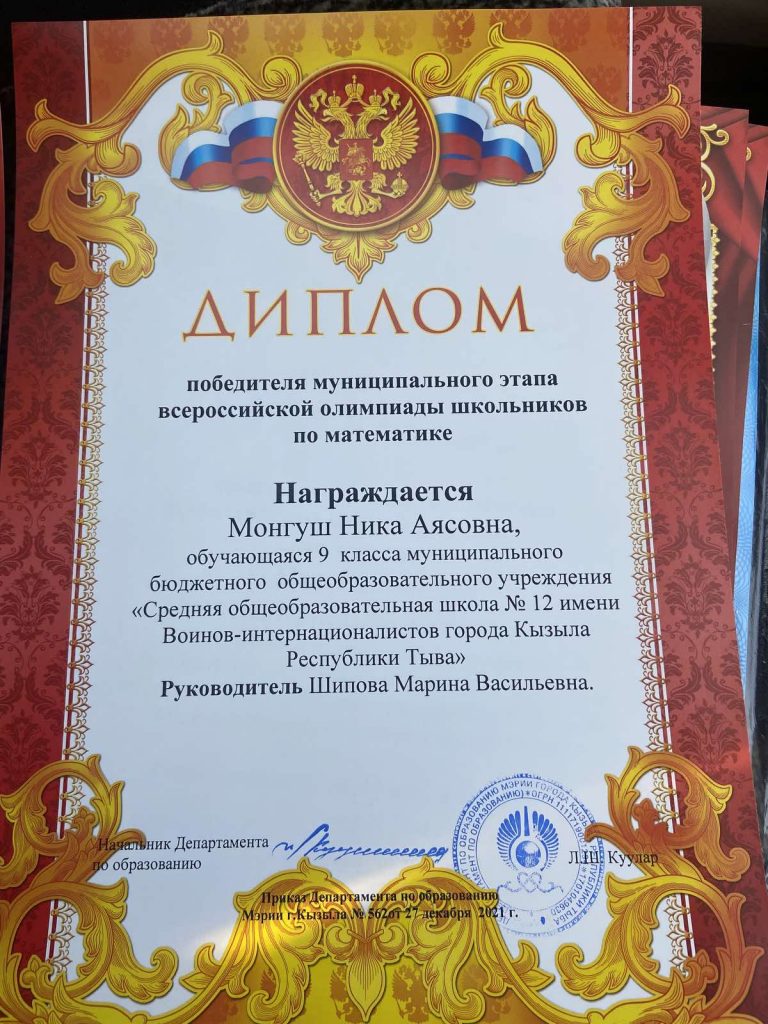 ДИПЛОМ
победителя муниципального этапа
всероссийской олимпиады школьников
по математике
Награждается
Монгуш Ника Аясовна,
обучающаяся 9 класса муниципального
бюджетного общеобразовательного учреждения
«Средняя общеобразовательная школа № 12 имени
Воинов-интернационалистов города Кызыла
Республики Тыва»
Руководитель Шипова Марина Васильевна.
Начальник Департамента
по образованию
Л.Ш. Куулар
Приказ Департамента по образованию
Мэрии г.Кызыла № 562от 27 декабря 2021 г.